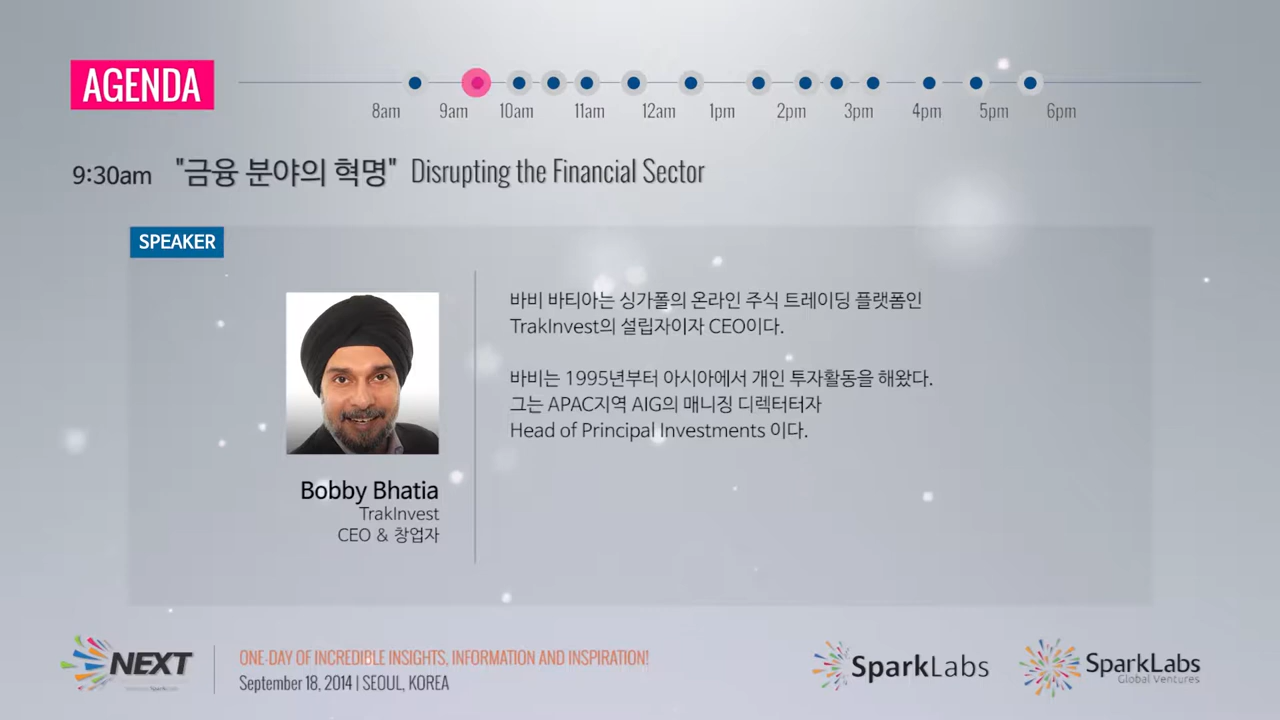 AGENDA
8am 9am 10am 11am 12am 1pm 2pm 3pm 4pm 5pm 6pm
9:30am "금융 분야의 혁명" Disrupting the Financial Sector
SPEAKER
바비 바티아는 싱가폴의 온라인 주식 트레이딩 플랫폼인
TrakInvest의 설립자이자 CEO이다.
바비는 1995년부터 아시아에서 개인 투자활동을 해왔다.
그는 APAC지역 AIG의 매니징 디렉터터자
Head of Principal Investments 이다.
Bobby Bhatia
TrakInvest
CEO & 창업자
NEXT
ONE-DAY OF INCREDIBLE INSIGHTS, INFORMATION AND INSPIRATION!
September 18, 2014 | SEOUL, KOREA
SparkLabs
SparkLabs
Global Ventures